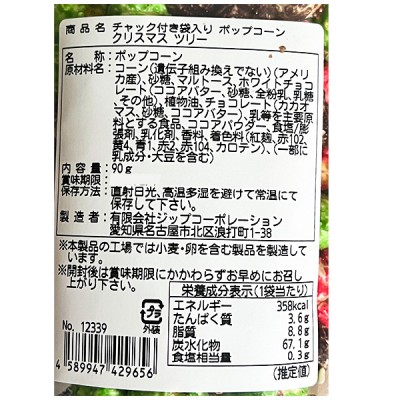 商品名 チャック付き袋入り ポップコーン
クリスマス ツリー
名称：ポップコーン
原材料名：コーン(遺伝子組み換えでない)(アメリ
カ産)、砂糖、マルトース、ホワイトチョコ
レート(ココアバター、砂糖、全粉乳、乳糖
、その他)、植物油、チョコレート(カカオ
マス、砂糖、ココアバター)、乳等を主要原
料とする食品、ココアパウダー、食塩/膨
張剤、乳化剤、香料、着色料(紅麹、赤102、
黄4、青1、赤2、赤104、カロテン)、(一部に
乳成分・大豆を含む)
内容量：90g
賞味期限：
保存方法：直射日光、高温多湿を避けて常温にて
保存して下さい。
製造者：有限会社ジップコーポレーション
愛知県名古屋市北区浪打町1-38
※本製品の工場では小麦・卵を含む製品を製造して
います。
※開封後は賞味期限にかかわらずお早めにお召し
上がり下さい。
栄養成分表示(1袋当たり)
エネルギー 358kcal
たんぱく質 3.6g
脂質 8.8g
炭水化物 67.1g
食塩相当量 0.3g
(推定値)
プラ
外装
No. 12339
4 589947 429656